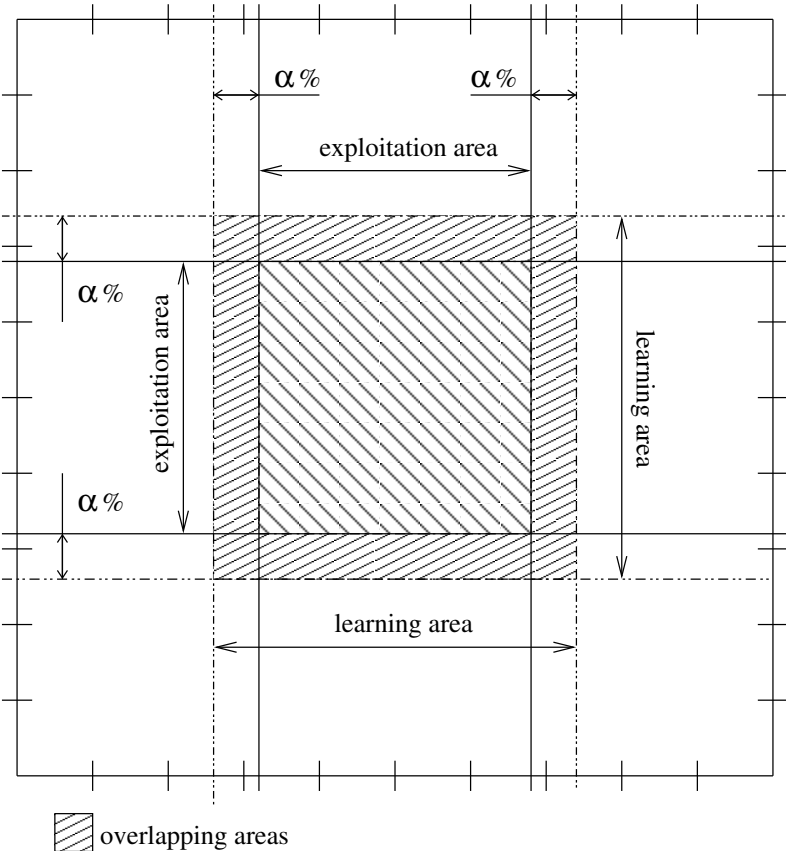 α% α%
exploitation area
α%
exploitation area
learning area
α%
learning area
overlapping areas